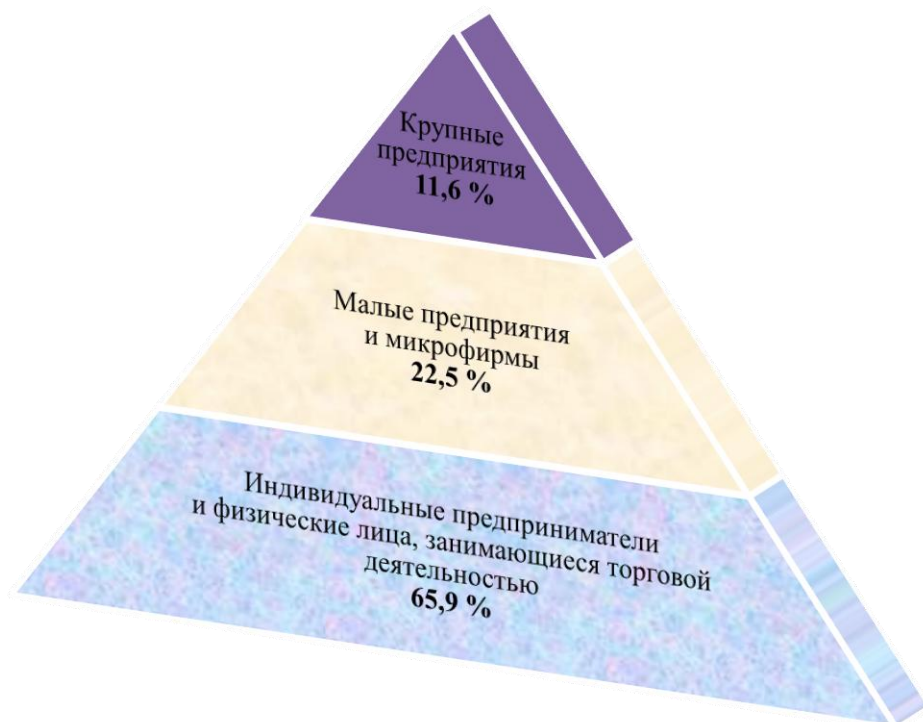 Крупные
предприятия
11,6 %
Малые предприятия
и микрофирмы
22,5 %
Индивидуальные предприниматели
и физические лица, занимающиеся торговой
деятельностью
65,9 %